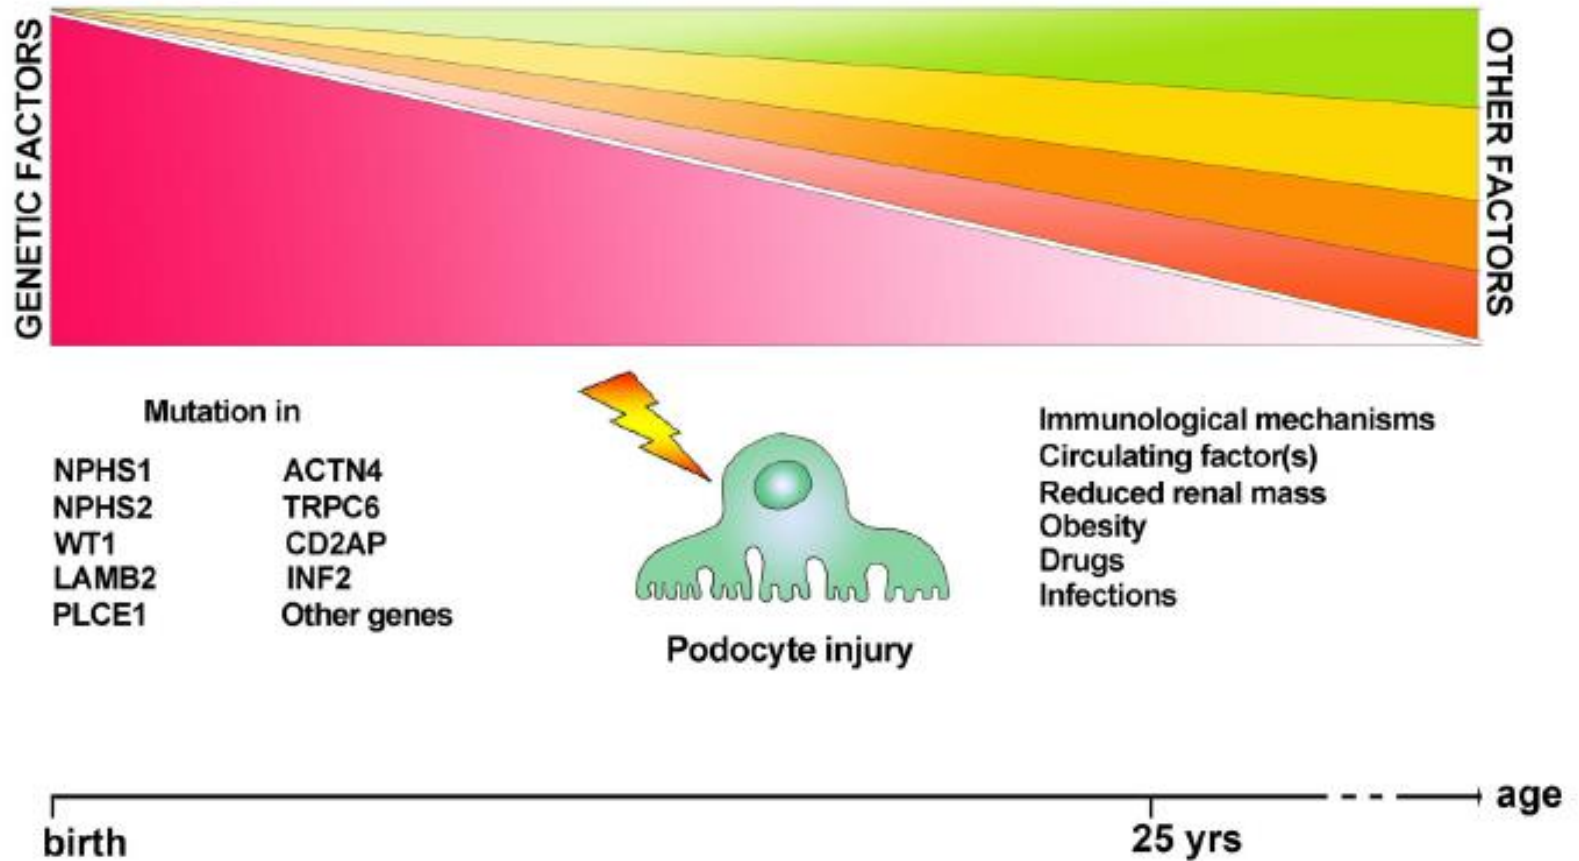 GENETIC FACTORS
OTHER FACTORS
Mutation in
NPHS1
NPHS2
WT1
LAMB2
PLCE1
ACTN4
TRPC6
CD2AP
INF2
Other genes
Podocyte injury
Immunological mechanisms
Circulating factor(s)
Reduced renal mass
Obesity
Drugs
Infections
birth
25 yrs
age